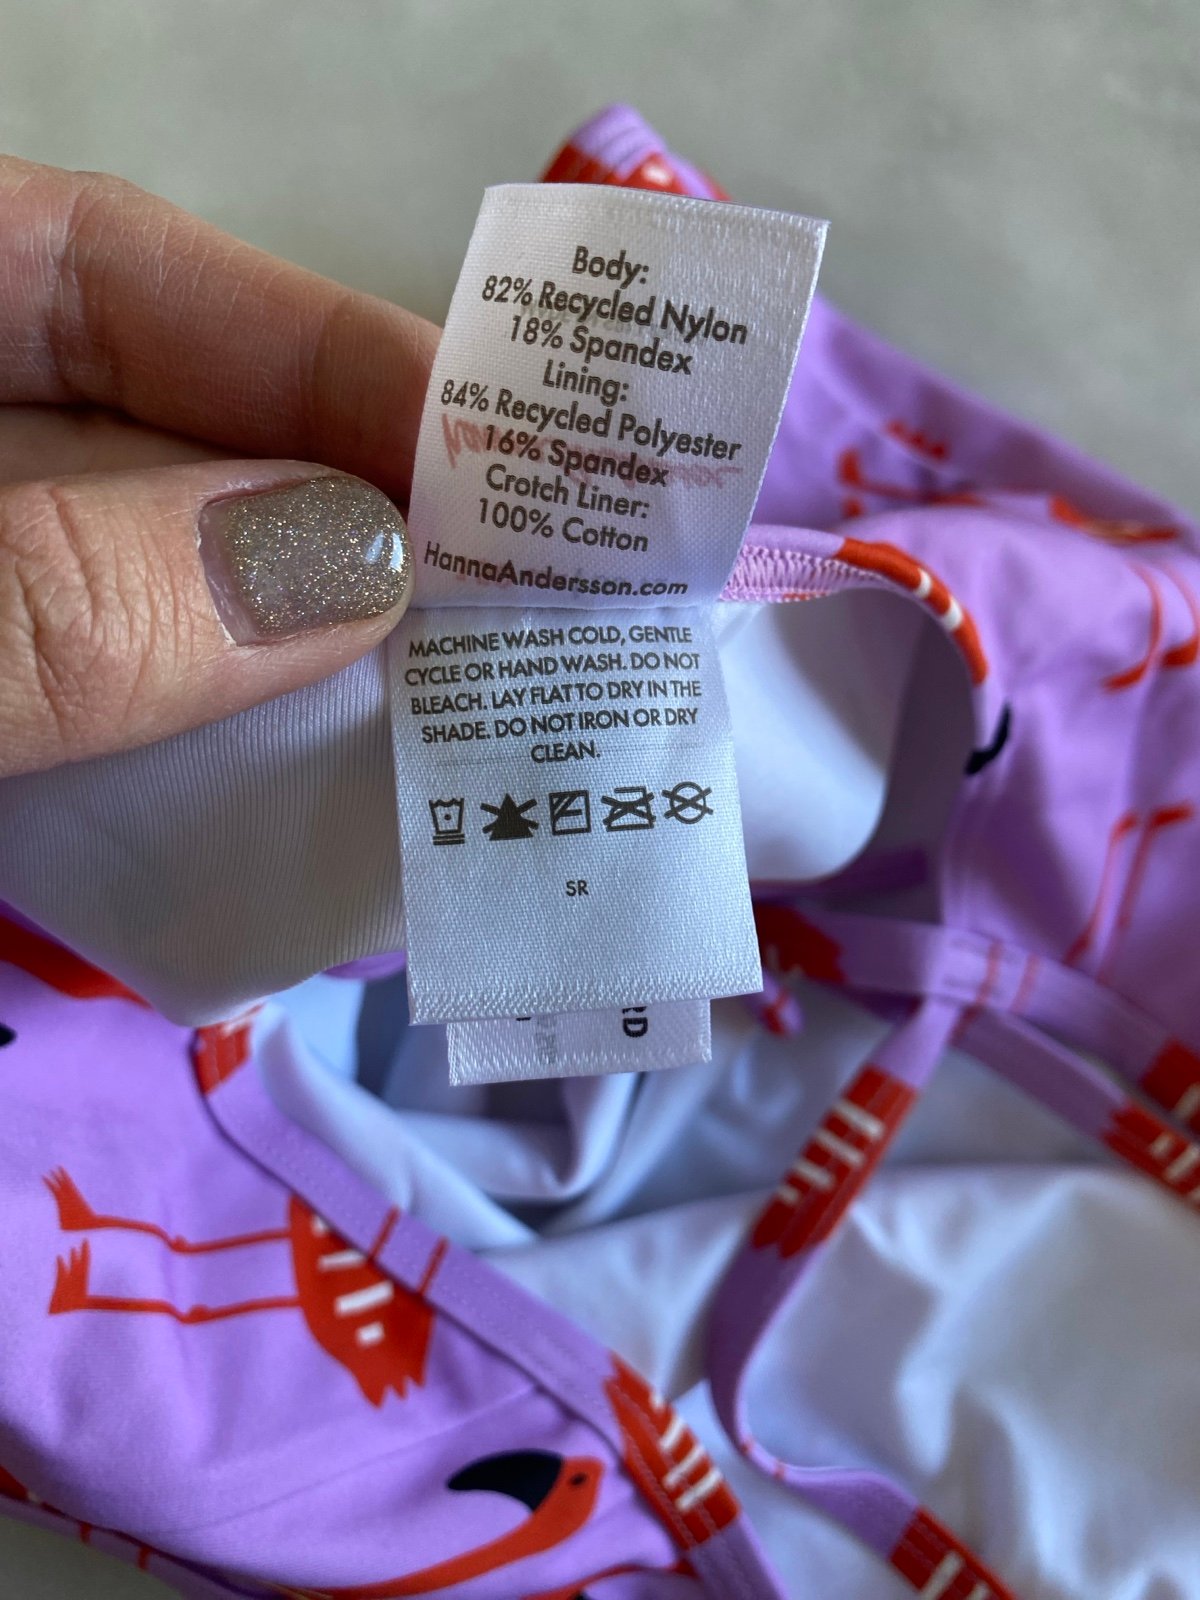 Body:
82% Recycled Nylon
18% Spandex
Lining:
84% Recycled Polyester
16% Spandex
Crotch Liner:
100% Cotton
HannaAndersson.com
MACHINE WASH COLD, GENTLE
CYCLE OR HAND WASH. DO NOT
BLEACH. LAY FLAT TO DRY IN THE
SHADE. DO NOT IRON OR DRY
CLEAN.
SR
RD